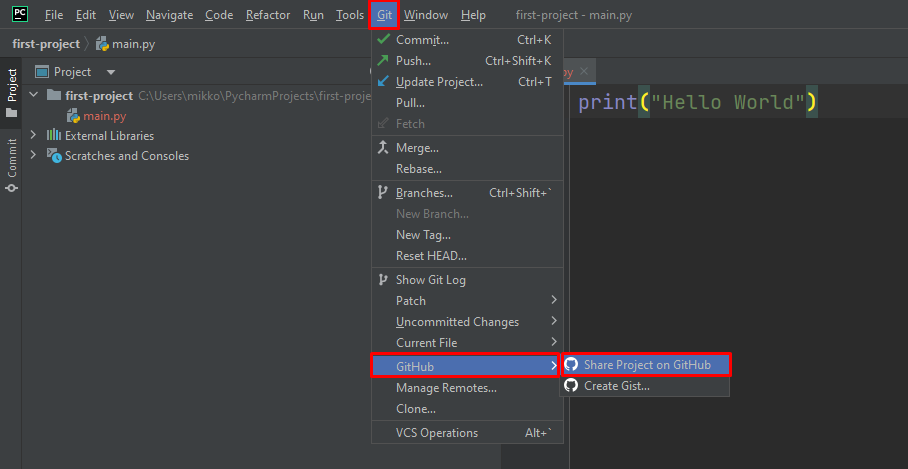 PC File Edit View Navigate Code Refactor Run Tools Git Window Help first-project - main.py
first-project main.py
Project
Project
Commit
first-project C:\Users\mikko\PycharmProjects\first-proje
main.py
External Libraries
Scratches and Consoles
Commit... Ctrl+K
Push... Ctrl+Shift+K
Update Project... Ctrl+T
Pull...
Fetch
Merge...
Rebase...
Branches... Ctrl+Shift+`
New Branch...
New Tag...
Reset HEAD...
Show Git Log
Patch
Uncommitted Changes
Current File
GitHub
Manage Remotes...
Clone...
VCS Operations Alt+`
Share Project on GitHub
Create Gist...
py
print("Hello World")